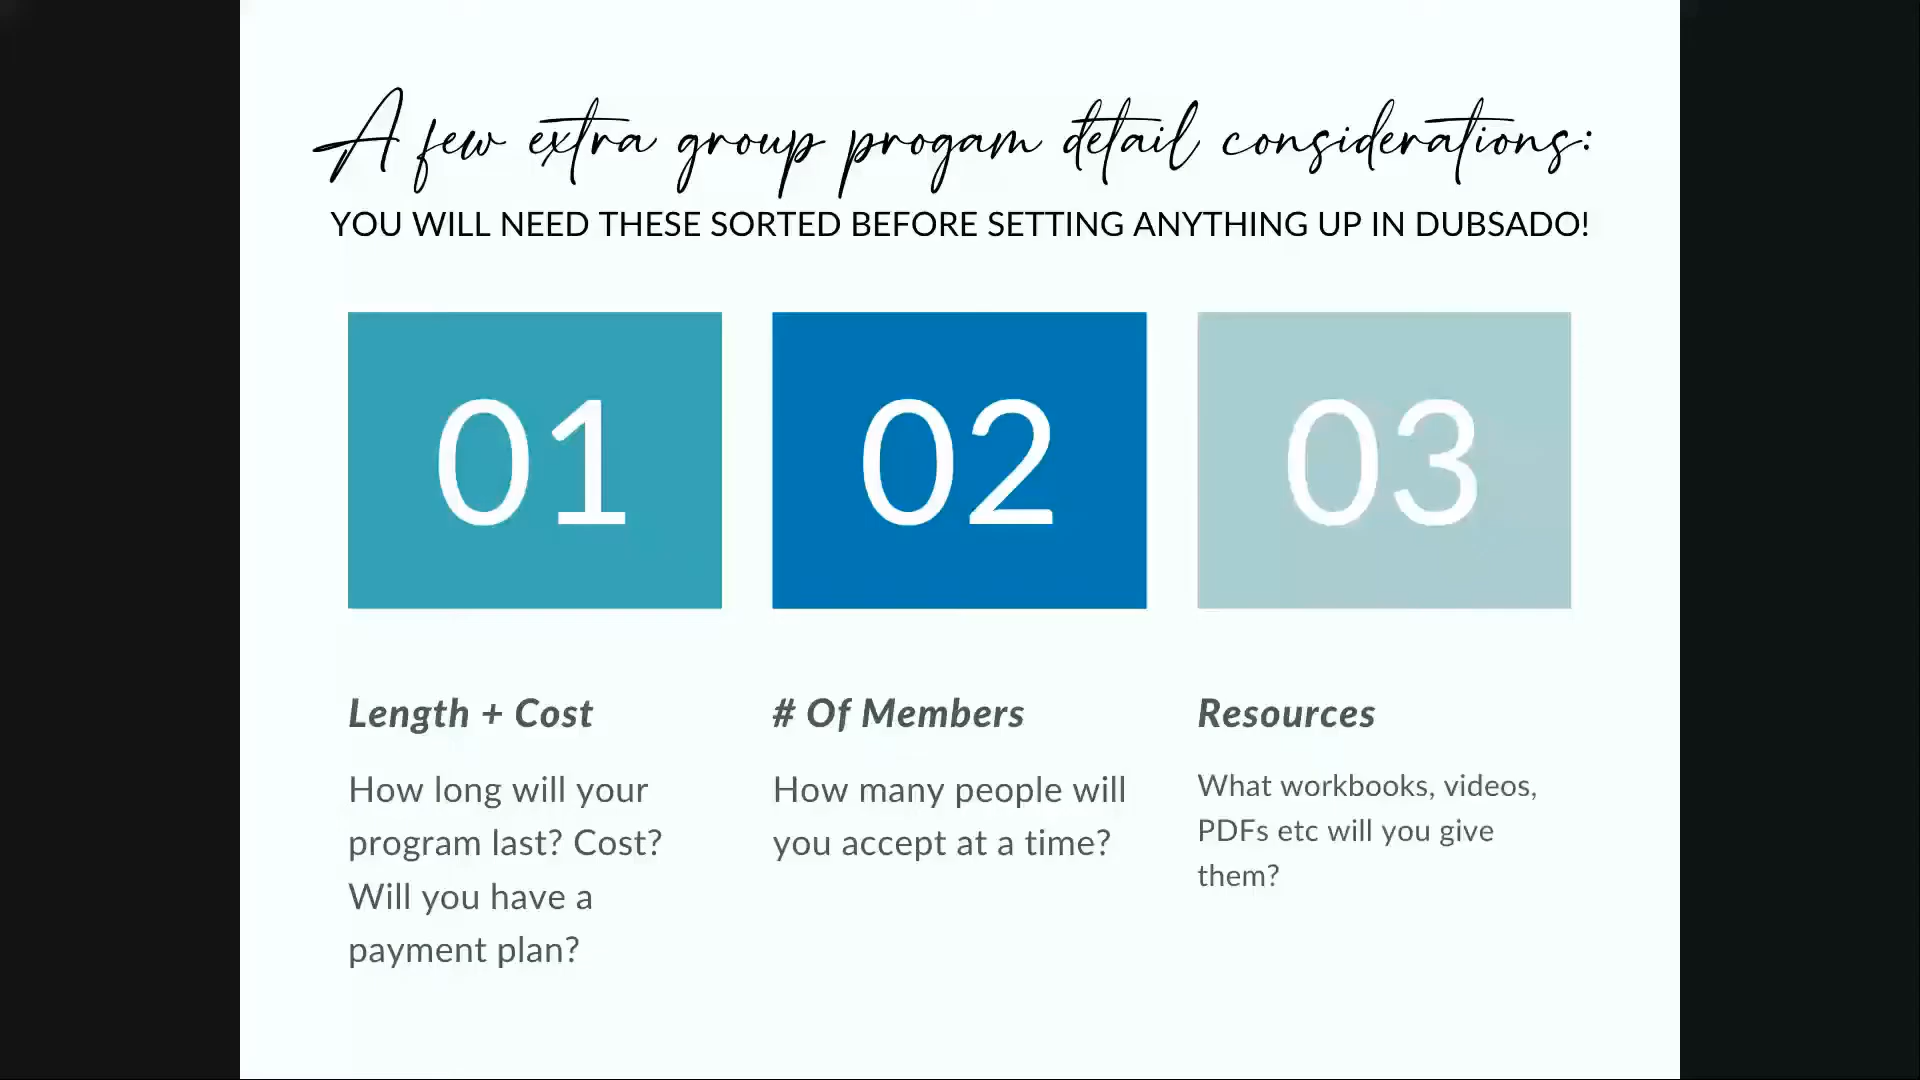 A few extra group progam detail considerations:
YOU WILL NEED THESE SORTED BEFORE SETTING ANYTHING UP IN DUBSADO!
01
02
03
Length + Cost
How long will your
program last? Cost?
Will you have a
payment plan?
# Of Members
How many people will
you accept at a time?
Resources
What workbooks, videos,
PDFs etc will you give
them?